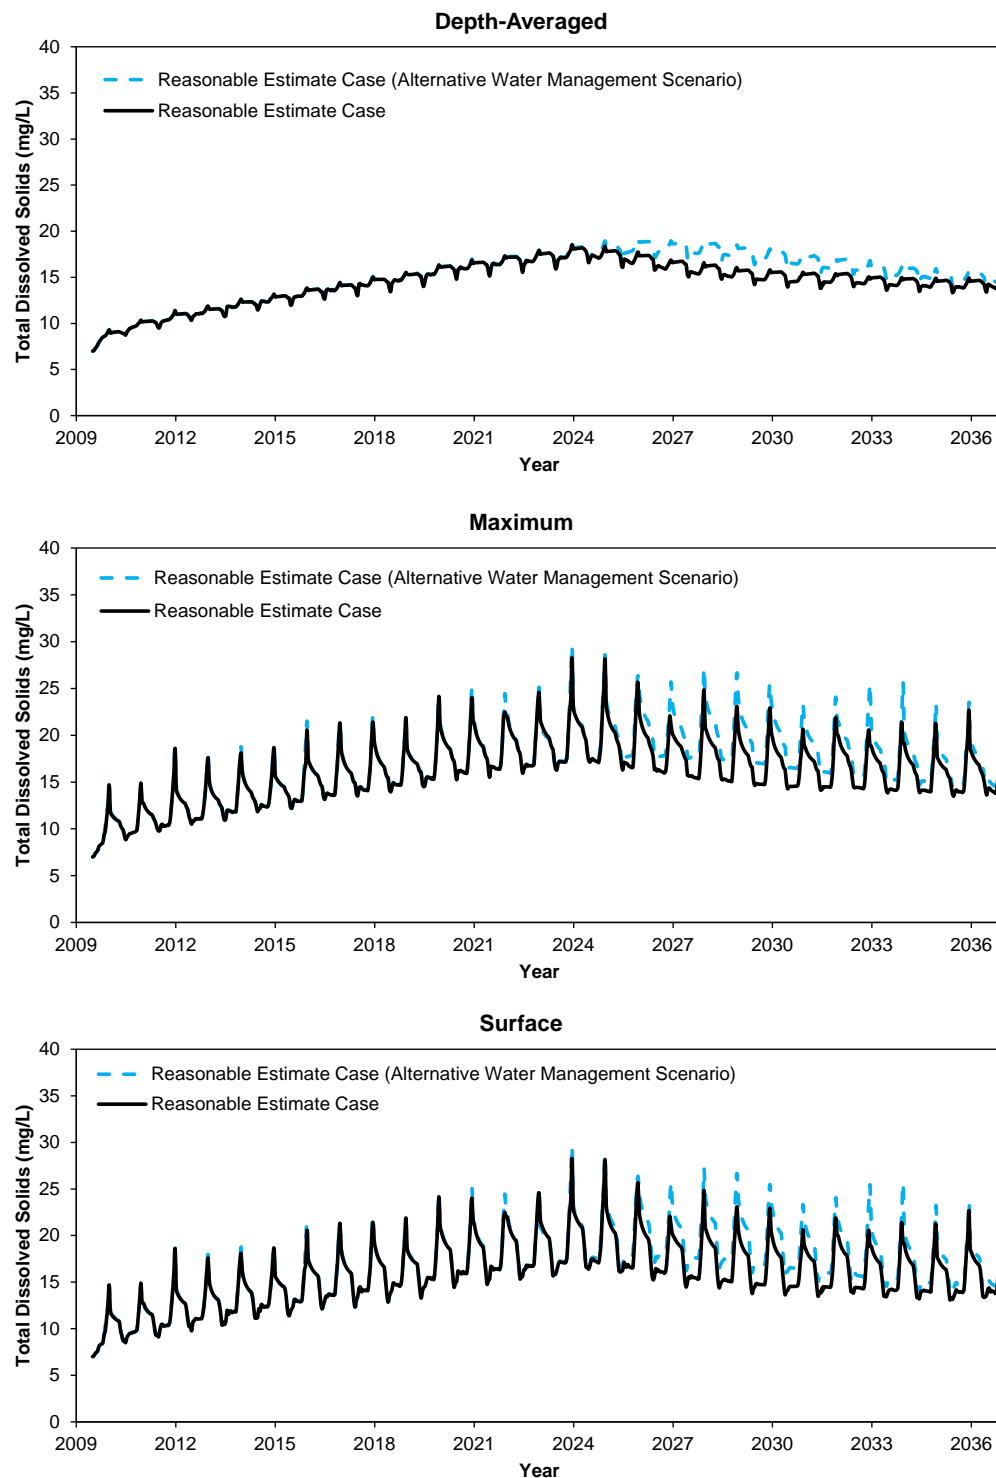 Depth-Averaged
Total Dissolved Solids (mg/L)
40
35
30
25
20
15
10
5
0
Reasonable Estimate Case (Alternative Water Management Scenario)
Reasonable Estimate Case
2009 2012 2015 2018 2021 2024 2027 2030 2033 2036
Year
Maximum
Total Dissolved Solids (mg/L)
40
35
30
25
20
15
10
5
0
Reasonable Estimate Case (Alternative Water Management Scenario)
Reasonable Estimate Case
2009 2012 2015 2018 2021 2024 2027 2030 2033 2036
Year
Surface
Total Dissolved Solids (mg/L)
40
35
30
25
20
15
10
5
0
Reasonable Estimate Case (Alternative Water Management Scenario)
Reasonable Estimate Case
2009 2012 2015 2018 2021 2024 2027 2030 2033 2036
Year